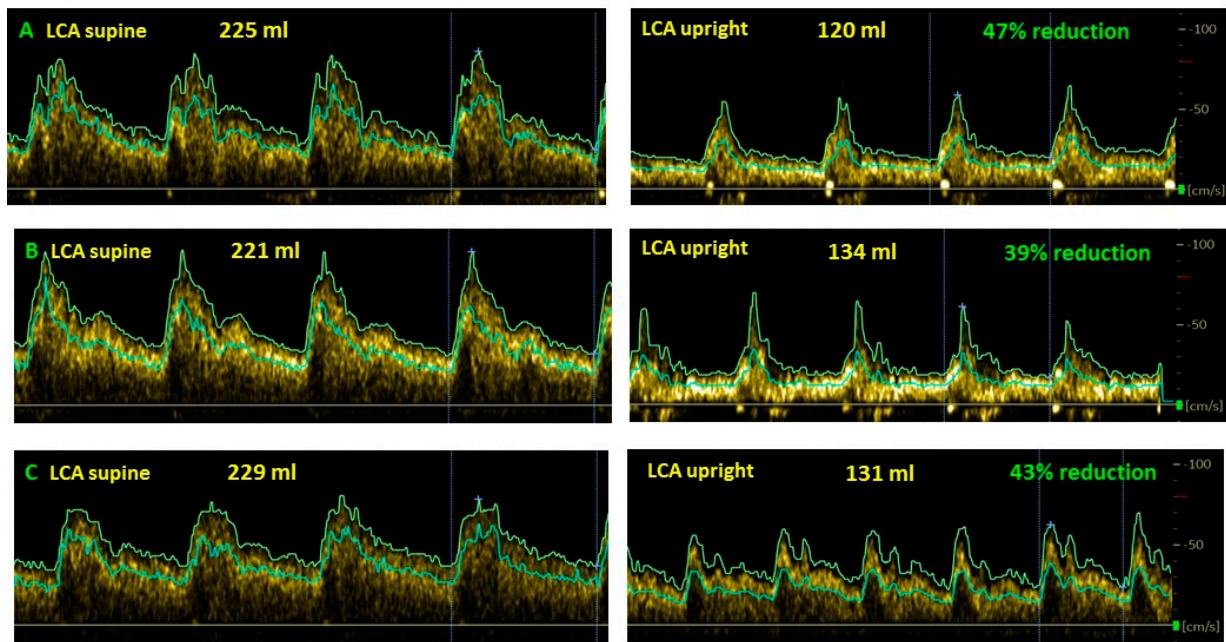 A LCA supine 225 ml
LCA upright 120 ml 47% reduction
-100
-50
[cm/s]
B LCA supine 221 ml
LCA upright 134 ml 39% reduction
-100
-50
[cm/s]
C LCA supine 229 ml
LCA upright 131 ml 43% reduction
-100
-50
[cm/s]